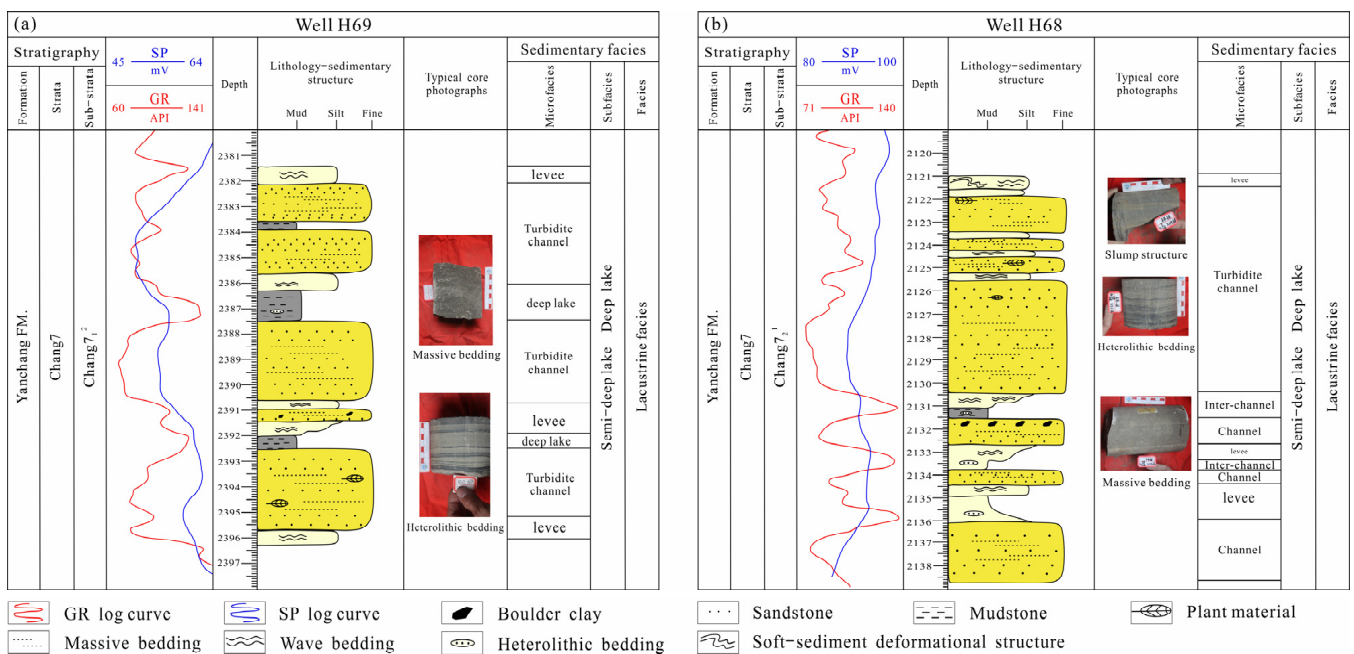 (a)
Well H69
Stratigraphy
Formation
Strata
Sub-strata
45 SP 64
mV
60 GR 141
API
Depth
Lithology-sedimentary
structure
Mud Silt Fine
Typical core
photographs
Sedimentary facies
Microfacies
Subfacies
Facies
Yanchang FM.
Chang7
Chang7₁²
2381
2382
2383
2384
2385
2386
2387
2388
2389
2390
2391
2392
2393
2394
2395
2396
2397
Massive bedding
Heterolithic bedding
levee
Turbidite
channel
deep lake
Turbidite
channel
levee
deep lake
Turbidite
channel
levee
Semi-deep lake Deep lake
Lacustrine facies
(b)
Well H68
Stratigraphy
Formation
Strata
Sub-strata
80 SP 100
mV
71 GR 140
API
Depth
Lithology-sedimentary
structure
Mud Silt Fine
Typical core
photographs
Sedimentary facies
Microfacies
Subfacies
Facies
Yanchang FM.
Chang7
Chang7₂¹
2120
2121
2122
2123
2124
2125
2126
2127
2128
2129
2130
2131
2132
2133
2134
2135
2136
2137
2138
Slump structure
Heterolithic bedding
Massive bedding
levee
Turbidite
channel
Inter-channel
Channel
levee
Inter-channel
Channel
levee
Channel
Semi-deep lake Deep lake
Lacustrine facies
GR log curve
SP log curve
Boulder clay
Sandstone
Mudstone
Plant material
Massive bedding
Wave bedding
Heterolithic bedding
Soft-sediment deformational structure